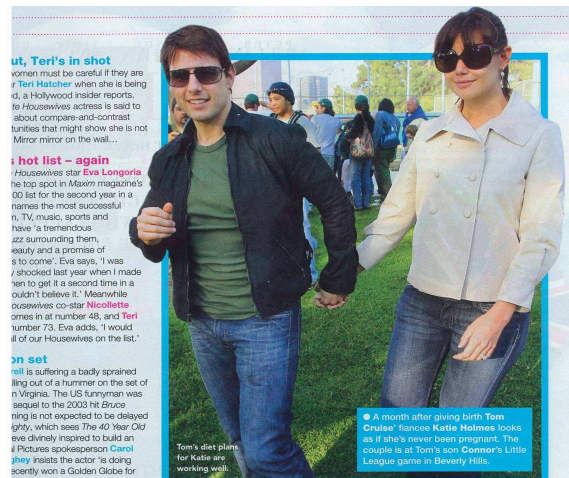 ut, Teri's in shot
women must be careful if they are
r Teri Hatcher when she is being
d, a Hollywood insider reports.
te Housewives actress is said to
about compare-and-contrast
tunities that might show she is not
Mirror mirror on the wall…
s hot list – again
Housewives star Eva Longoria
he top spot in Maxim magazine's
00 list for the second year in a
names the most successful
m, TV, music, sports and
have 'a tremendous
uzz surrounding them,
beauty and a promise of
s to come'. Eva says, 'I was
y shocked last year when I made
hen to get it a second time in a
ouldn't believe it.' Meanwhile
ousewives co-star Nicollette
omes in at number 48, and Teri
number 73. Eva adds, 'I would
all of our Housewives on the list.'
on set
rell is suffering a badly sprained
lling out of a hummer on the set of
n Virginia. The US funnyman was
sequel to the 2003 hit Bruce
ming is not expected to be delayed
ighty, which sees The 40 Year Old
eve divinely inspired to build an
l Pictures spokesperson Carol
ghey insists the actor 'is doing
ecently won a Golden Globe for
Tom's diet plans
for Katie are
working well.
● A month after giving birth Tom
Cruise' fiancee Katie Holmes looks
as if she's never been pregnant. The
couple is at Tom's son Connor's Little
League game in Beverly Hills.